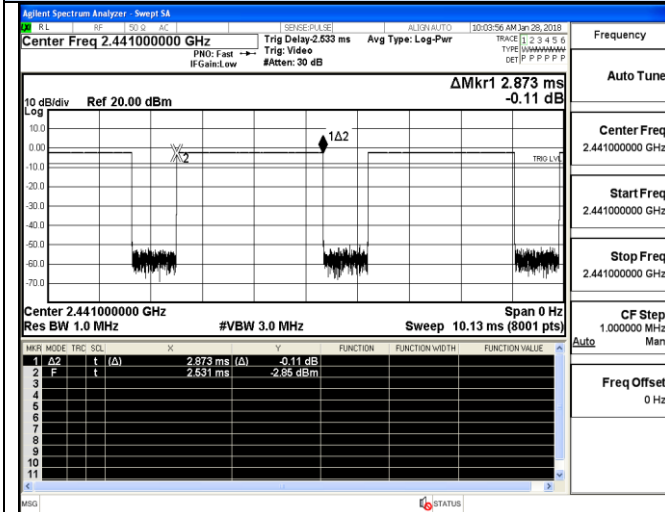 Agilent Spectrum Analyzer - Swept SA
RL RF 50 Ω AC SENSE:PULSE ALIGN AUTO 10:03:56 AM Jan 28, 2018
Center Freq 2.441000000 GHz
PNO: Fast
IFGain:Low
Trig Delay-2.533 ms
Trig: Video
#Atten: 30 dB
Avg Type: Log-Pwr
TRACE 1 2 3 4 5 6
TYPE WWWWWW
DET P P P P P P
ΔMkr1 2.873 ms
-0.11 dB
10 dB/div Ref 20.00 dBm
Log
10.0
0.00
-10.0
-20.0
-30.0
-40.0
-50.0
-60.0
-70.0
2
1Δ2
TRIG LVL
Center 2.441000000 GHz Span 0 Hz
Res BW 1.0 MHz #VBW 3.0 MHz Sweep 10.13 ms (8001 pts)
MKR MODE TRC SCL X Y FUNCTION FUNCTION WIDTH FUNCTION VALUE
1 Δ2 t (Δ) 2.873 ms (Δ) -0.11 dB
2 F t 2.531 ms -2.85 dBm
3
4
5
6
7
8
9
10
11
MSG STATUS
Frequency
Auto Tune
Center Freq
2.441000000 GHz
Start Freq
2.441000000 GHz
Stop Freq
2.441000000 GHz
CF Step
1.000000 MHz
Auto Man
Freq Offset
0 Hz